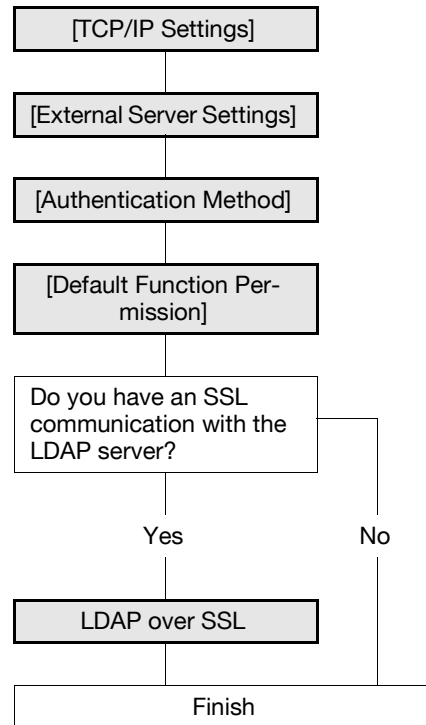 [TCP/IP Settings]
[External Server Settings]
[Authentication Method]
[Default Function Per-
mission]
Do you have an SSL
communication with the
LDAP server?
Yes
No
LDAP over SSL
Finish